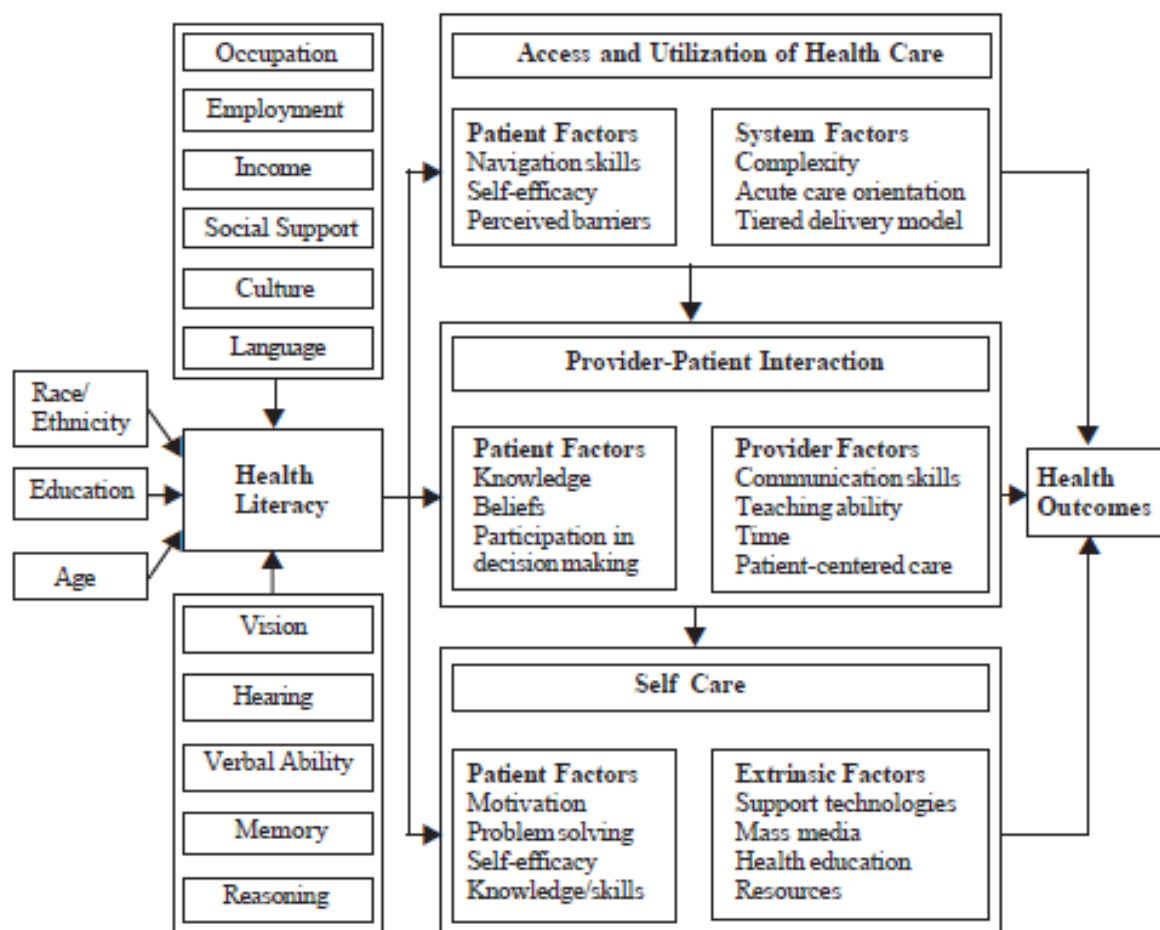 Occupation
Employment
Income
Social Support
Culture
Language
Race/
Ethnicity
Education
Age
Health
Literacy
Vision
Hearing
Verbal Ability
Memory
Reasoning
Access and Utilization of Health Care
Patient Factors
Navigation skills
Self-efficacy
Perceived barriers
System Factors
Complexity
Acute care orientation
Tiered delivery model
Provider-Patient Interaction
Patient Factors
Knowledge
Beliefs
Participation in
decision making
Provider Factors
Communication skills
Teaching ability
Time
Patient-centered care
Self Care
Patient Factors
Motivation
Problem solving
Self-efficacy
Knowledge/skills
Extrinsic Factors
Support technologies
Mass media
Health education
Resources
Health
Outcomes